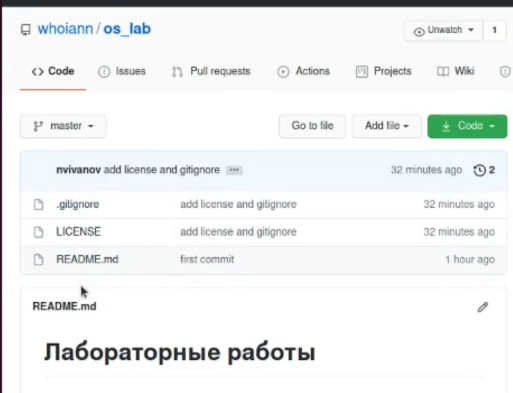 whoiann / os_lab
Unwatch 1
Code Issues Pull requests Actions Projects Wiki
master Go to file Add file Code
nvivanov add license and gitignore ... 32 minutes ago 2
.gitignore add license and gitignore 32 minutes ago
LICENSE add license and gitignore 32 minutes ago
README.md first commit 1 hour ago
README.md
Лабораторные работы